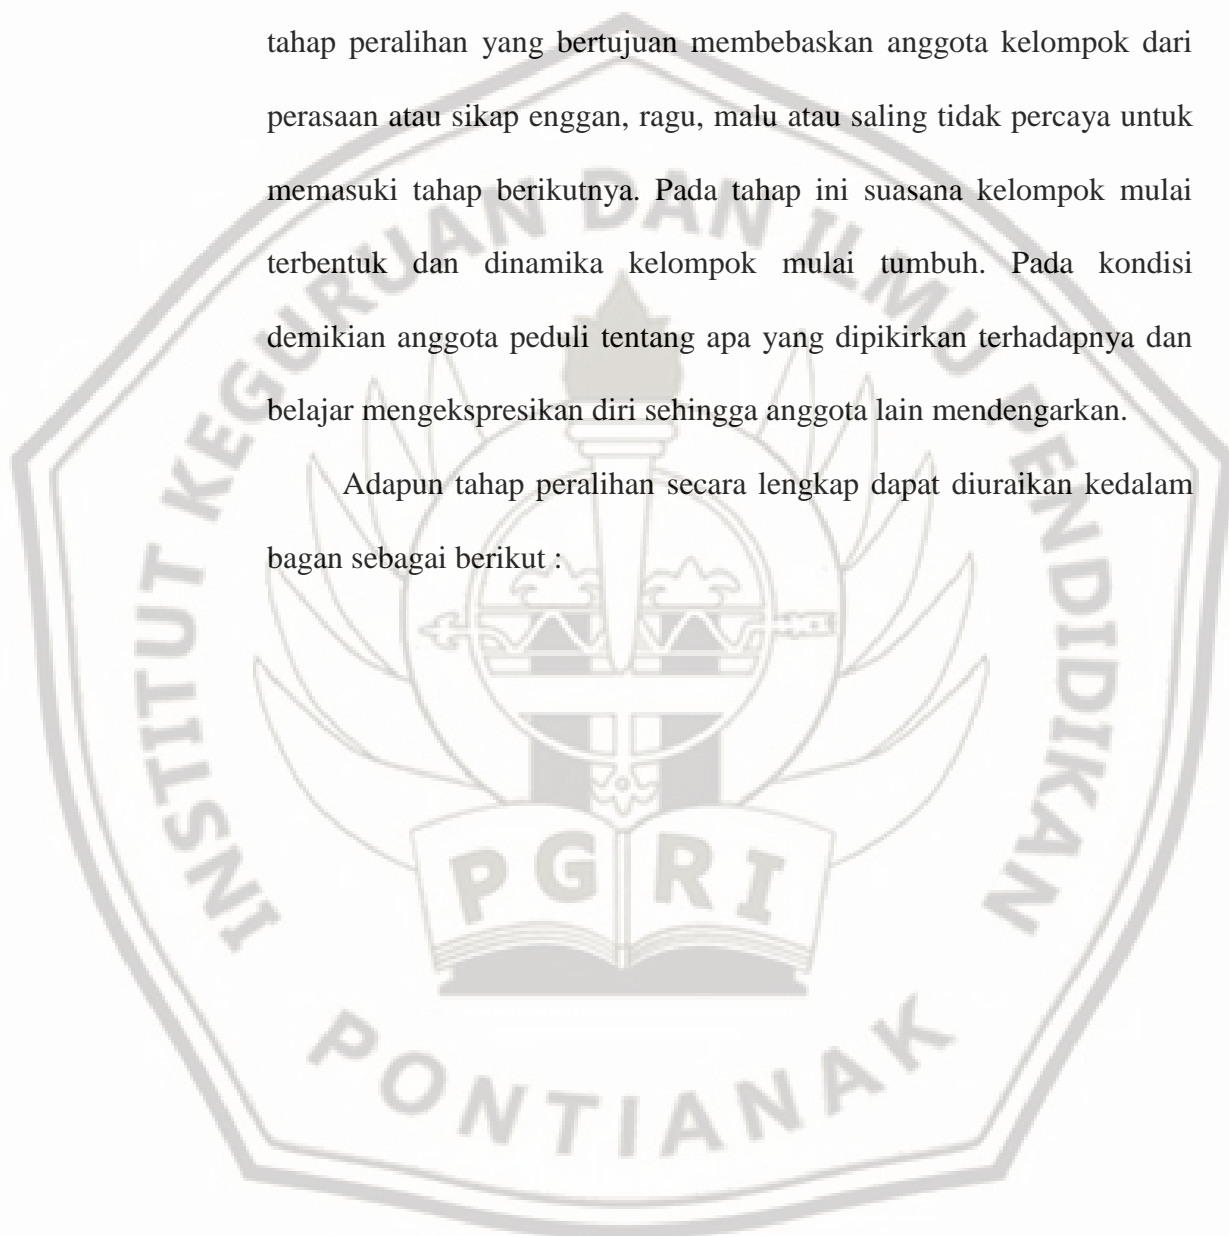 tahap peralihan yang bertujuan membebaskan anggota kelompok dari
perasaan atau sikap enggan, ragu, malu atau saling tidak percaya untuk
memasuki tahap berikutnya. Pada tahap ini suasana kelompok mulai
terbentuk dan dinamika kelompok mulai tumbuh. Pada kondisi
demikian anggota peduli tentang apa yang dipikirkan terhadapnya dan
belajar mengekspresikan diri sehingga anggota lain mendengarkan.
Adapun tahap peralihan secara lengkap dapat diuraikan kedalam
bagan sebagai berikut :
INSTITUT KEGURUAN DAN ILMU PENDIDIKAN
PGRI
PONTIANAK